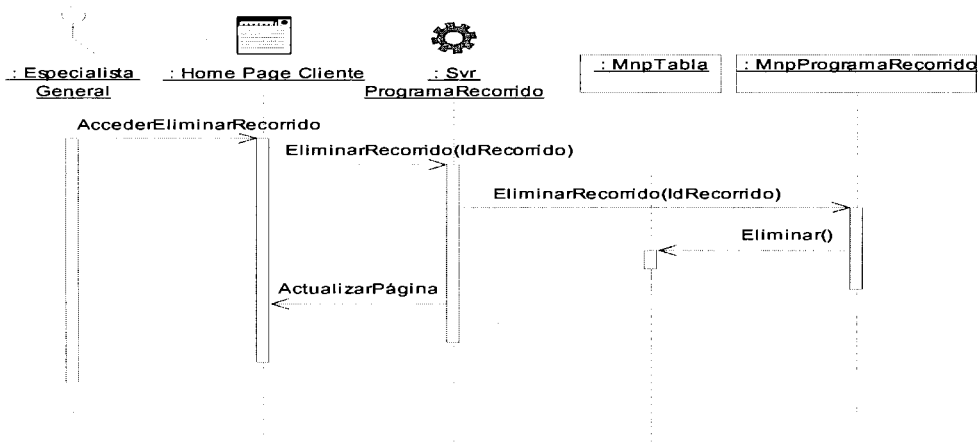 : Especialista
General
: Home Page Cliente
: Svr
ProgramaRecorrido
: MnpTabla
: MnpProgramaRecorrido
AccederEliminarRecorrido
EliminarRecorrido(IdRecorrido)
EliminarRecorrido(IdRecorrido)
Eliminar()
ActualizarPágina